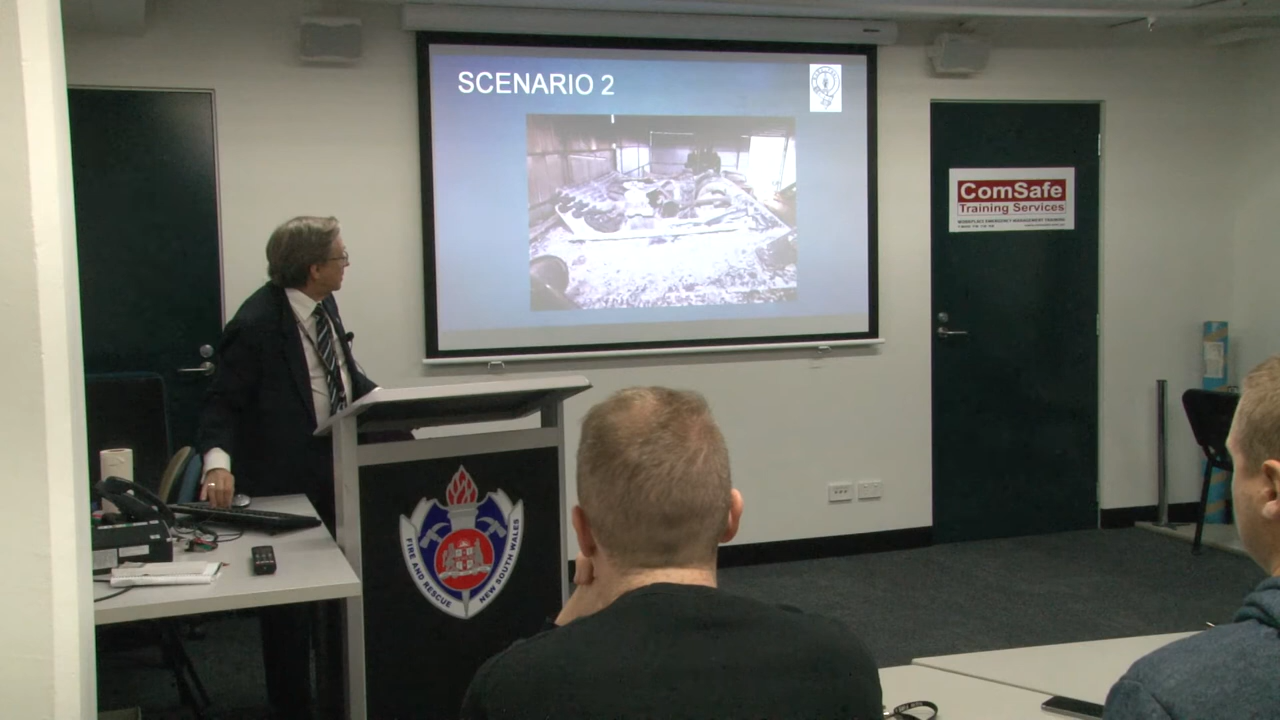 SCENARIO 2
ComSafe
Training Services
WORKPLACE EMERGENCY MANAGEMENT TRAINING
FIRE AND RESCUE
NEW SOUTH WALES